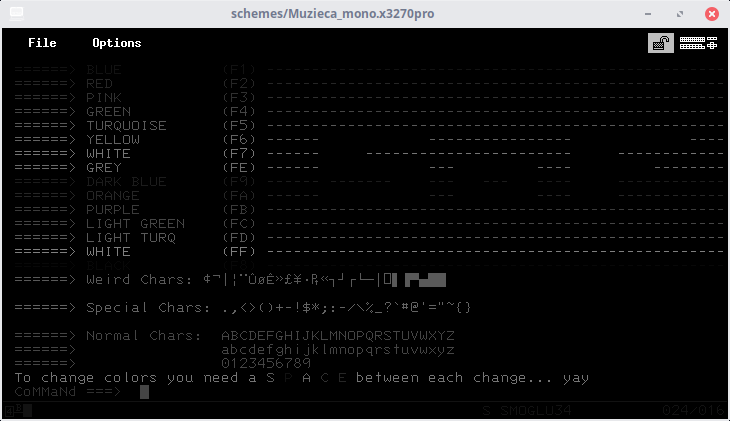 schemes/Muzieca_mono.x3270pro
File Options
======> BLUE (F1) -----------------------------------------------------
======> RED (F2) -----------------------------------------------------
======> PINK (F3) -----------------------------------------------------
======> GREEN (F4) -----------------------------------------------------
======> TURQUOISE (F5) -----------------------------------------------------
======> YELLOW (F6) ------ ----------------- ----
======> WHITE (F7) -------------------- ------------
======> GREY (FE) --- ---- --------
======> DARK BLUE (F9)
======> ORANGE (FA)
======> PURPLE (FB) -----------------------------------------------------
======> LIGHT GREEN (FC) -----------------------------------------------------
======> LIGHT TURQ (FD) -----------------------------------------------------
======> WHITE (FF) -----------------------------------------------------
======> Weird Chars: ¢¬|¦¨ÛøÊ»£¥·₧«┐┘┌└─│
======> Special Chars: .,<>()+-!$*;:-/\%_?`#@'="~{}
======> Normal Chars: ABCDEFGHIJKLMNOPQRSTUVWXYZ
======> abcdefghijklmnopqrstuvwxyz
======> 0123456789
To change colors you need a S P A C E between each change... yay
CoMMaNd ===>
S SMOGLU34 024/016